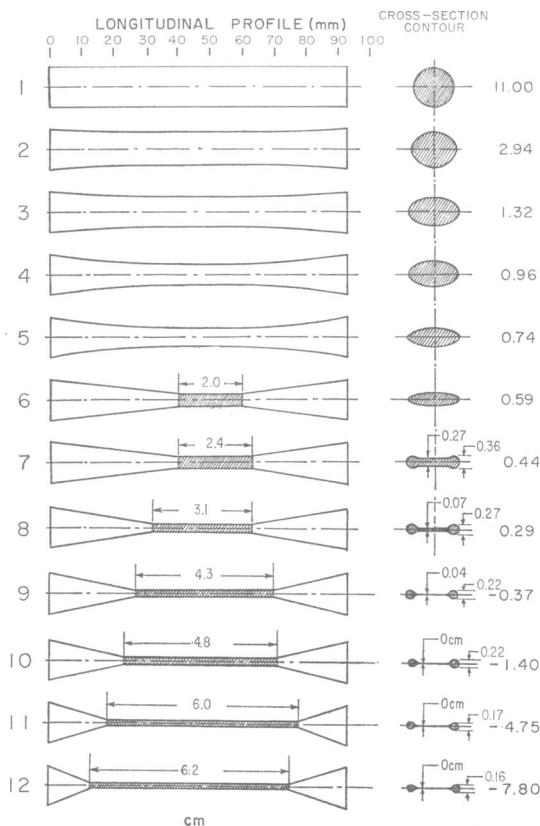 LONGITUDINAL PROFILE (mm)
CROSS-SECTION
CONTOUR
0 10 20 30 40 50 60 70 80 90 100
1 11.00
2 2.94
3 1.32
4 0.96
5 0.74
6 2.0 0.59
7 2.4 0.27 0.36 0.44
8 3.1 0.07 0.27 0.29
9 4.3 0.04 0.22 -0.37
10 4.8 0cm 0.22 -1.40
11 6.0 0cm 0.17 -4.75
12 6.2 0cm 0.16 -7.80
cm